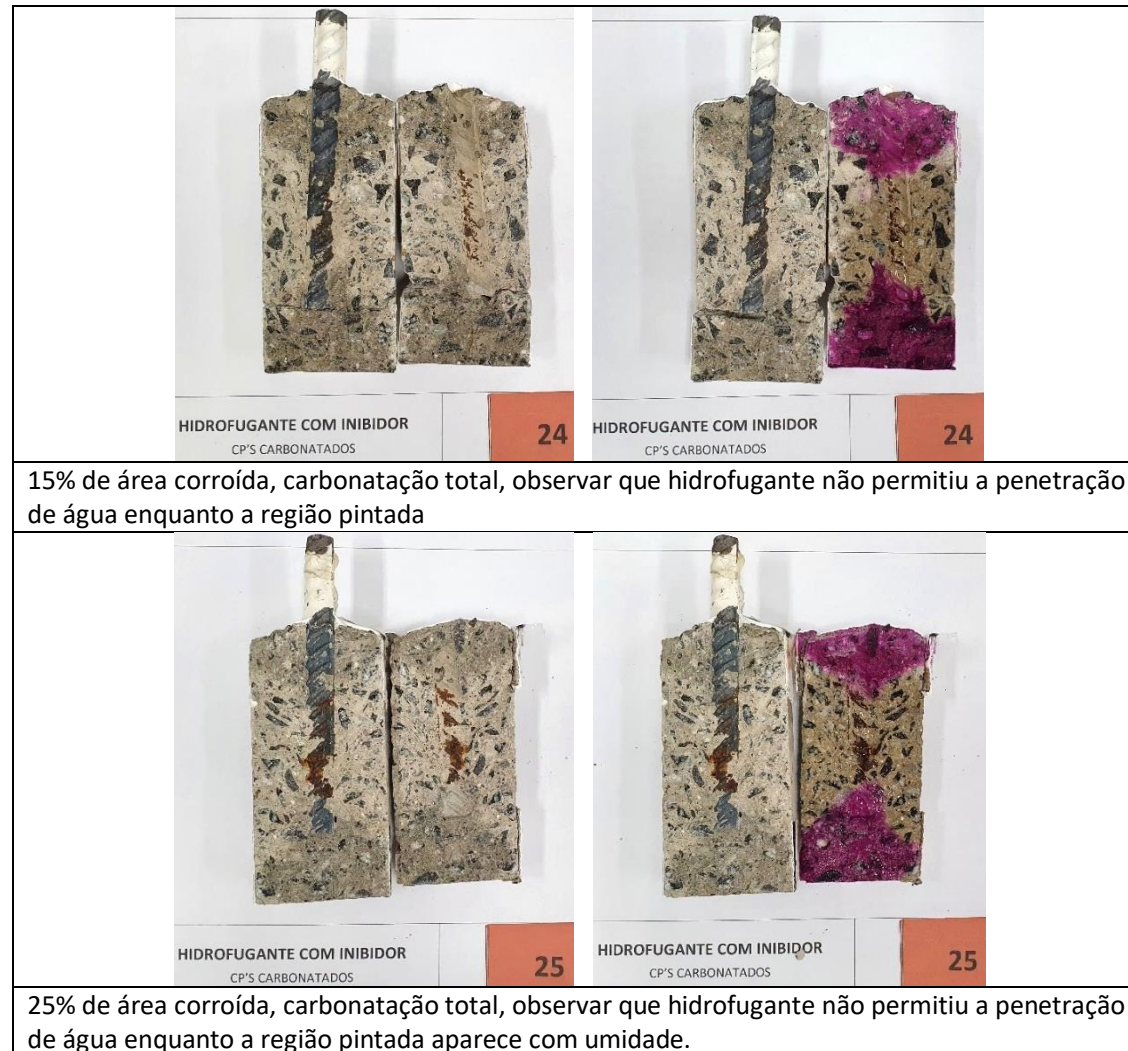 HIDROFUGANTE COM INIBIDOR
CP'S CARBONATADOS
24
HIDROFUGANTE COM INIBIDOR
CP'S CARBONATADOS
24
15% de área corroída, carbonatação total, observar que hidrofugante não permitiu a penetração
de água enquanto a região pintada
HIDROFUGANTE COM INIBIDOR
CP'S CARBONATADOS
25
HIDROFUGANTE COM INIBIDOR
CP'S CARBONATADOS
25
25% de área corroída, carbonatação total, observar que hidrofugante não permitiu a penetração
de água enquanto a região pintada aparece com umidade.